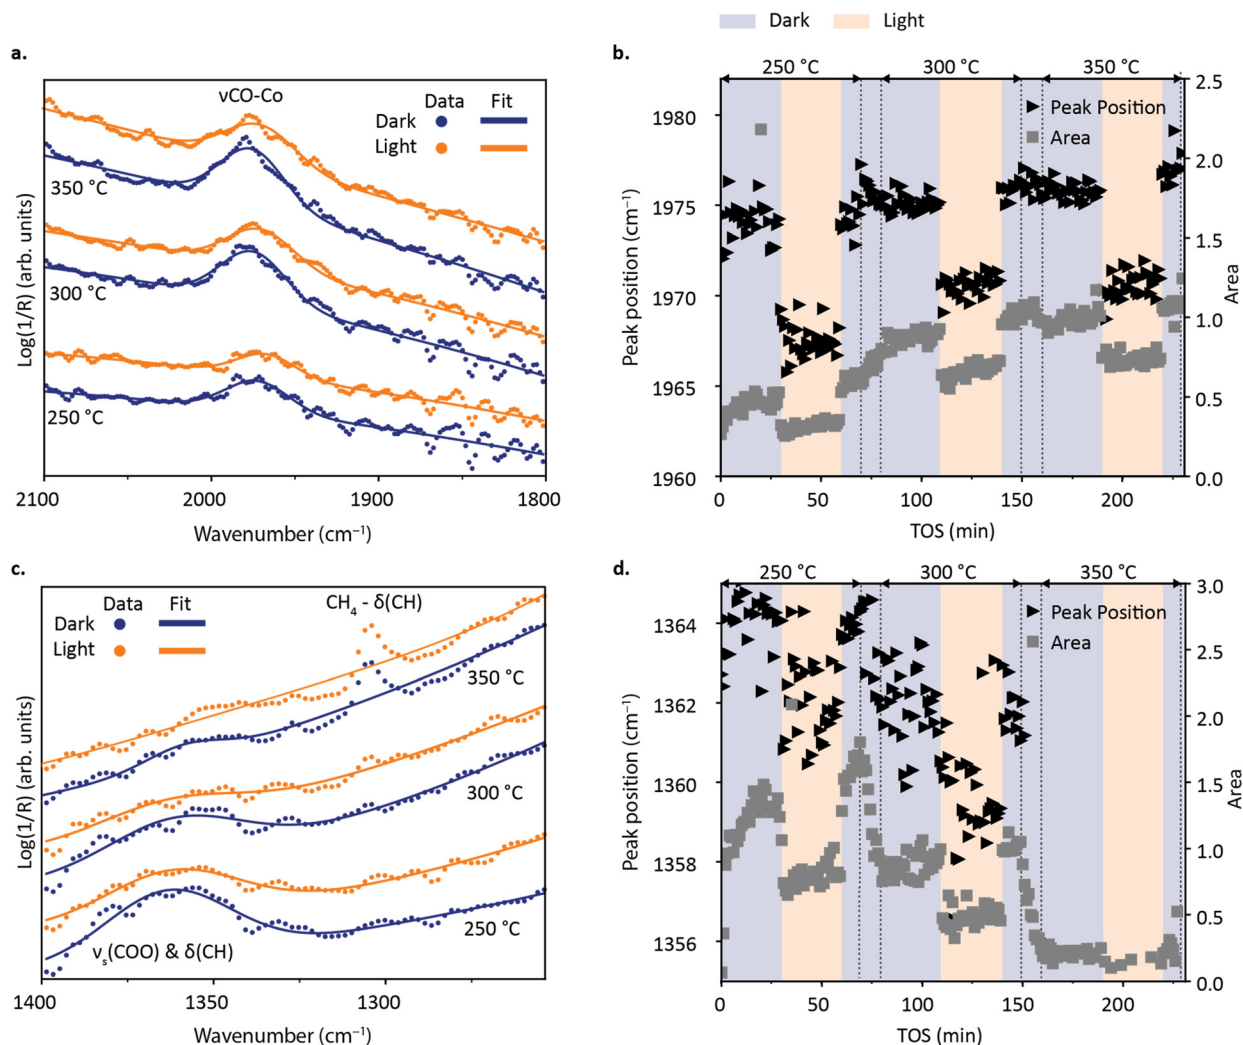 Dark Light
a.
νCO-Co
Data Fit
Dark
Light
350 °C
300 °C
250 °C
Log(1/R) (arb. units)
2100 2000 1900 1800
Wavenumber (cm⁻¹)
b.
250 °C 300 °C 350 °C
Peak Position
Area
1980
1975
1970
1965
1960
Peak position (cm⁻¹)
2.5
2.0
1.5
1.0
0.5
0.0
Area
0 50 100 150 200
TOS (min)
c.
Data Fit
Dark
Light
CH₄ - δ(CH)
350 °C
300 °C
250 °C
νₛ(COO) & δ(CH)
Log(1/R) (arb. units)
1400 1350 1300
Wavenumber (cm⁻¹)
d.
250 °C 300 °C 350 °C
Peak Position
Area
1364
1362
1360
1358
1356
Peak position (cm⁻¹)
3.0
2.5
2.0
1.5
1.0
0.5
0.0
Area
0 50 100 150 200
TOS (min)